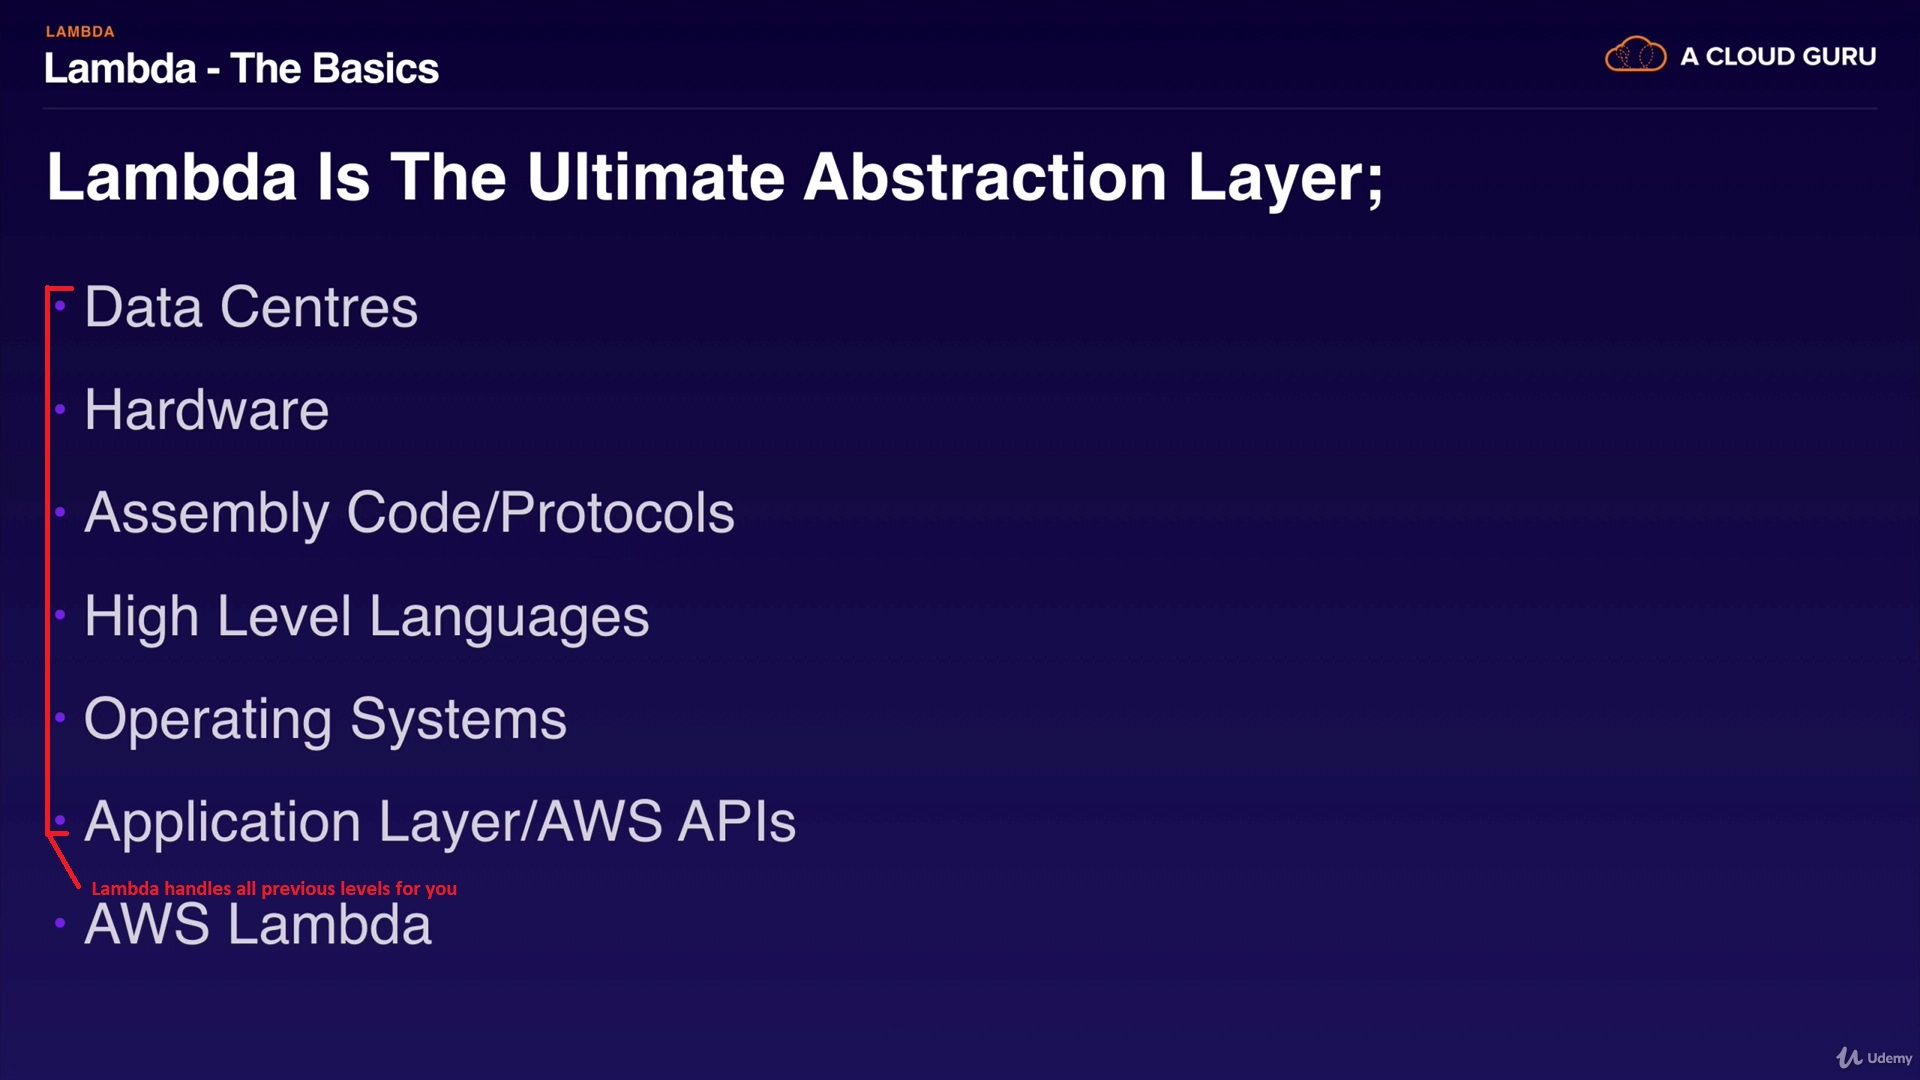 LAMBDA
Lambda - The Basics
A CLOUD GURU
Lambda Is The Ultimate Abstraction Layer;
• Data Centres
• Hardware
• Assembly Code/Protocols
• High Level Languages
• Operating Systems
• Application Layer/AWS APIs
Lambda handles all previous levels for you
• AWS Lambda
Udemy